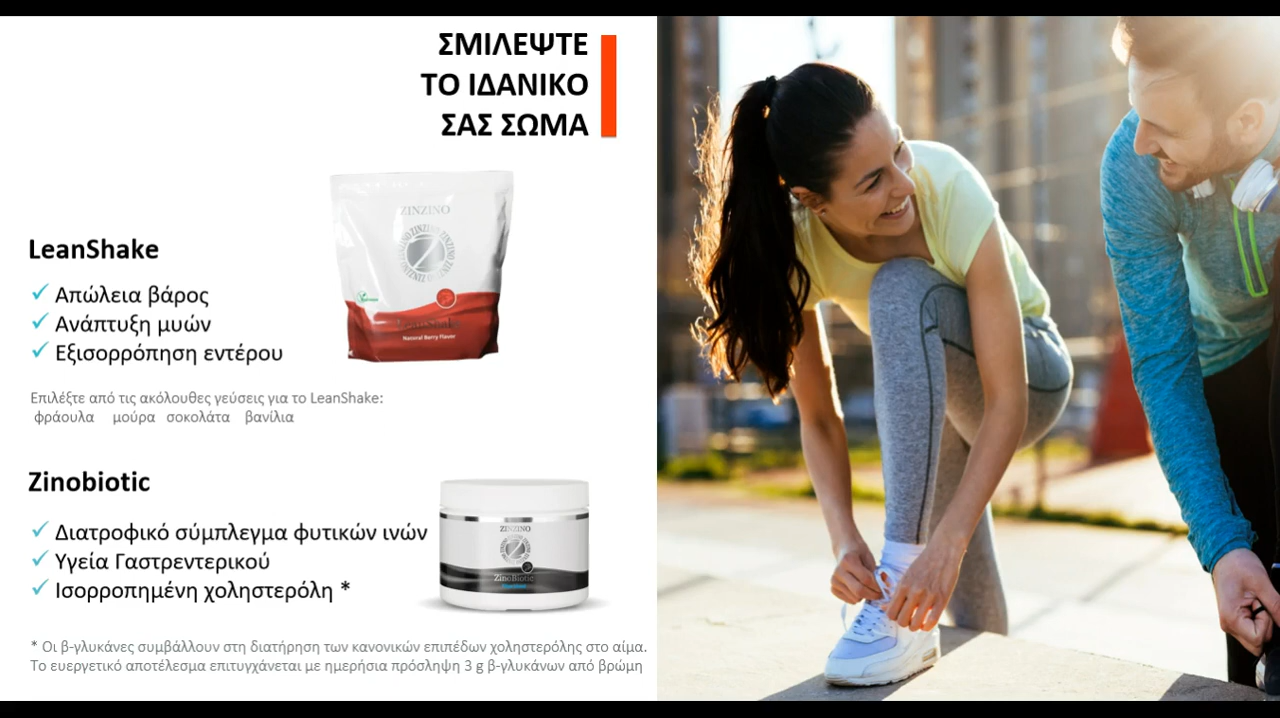 ΣΜΙΛΕΨΤΕ
ΤΟ ΙΔΑΝΙΚΟ
ΣΑΣ ΣΩΜΑ
ZINZINO
LeanShake
Natural Berry Flavor
LeanShake
Απώλεια βάρος
Ανάπτυξη μυών
Εξισορρόπηση εντέρου
Επιλέξτε από τις ακόλουθες γεύσεις για το LeanShake:
φράουλα μούρα σοκολάτα βανίλια
Zinobiotic
Διατροφικό σύμπλεγμα φυτικών ινών
Υγεία Γαστρεντερικού
Ισορροπημένη χοληστερόλη *
ZINZINO
ZinoBiotic
* Οι β-γλυκάνες συμβάλλουν στη διατήρηση των κανονικών επιπέδων χοληστερόλης στο αίμα.
Το ευεργετικό αποτέλεσμα επιτυγχάνεται με ημερήσια πρόσληψη 3 g β-γλυκάνων από βρώμη